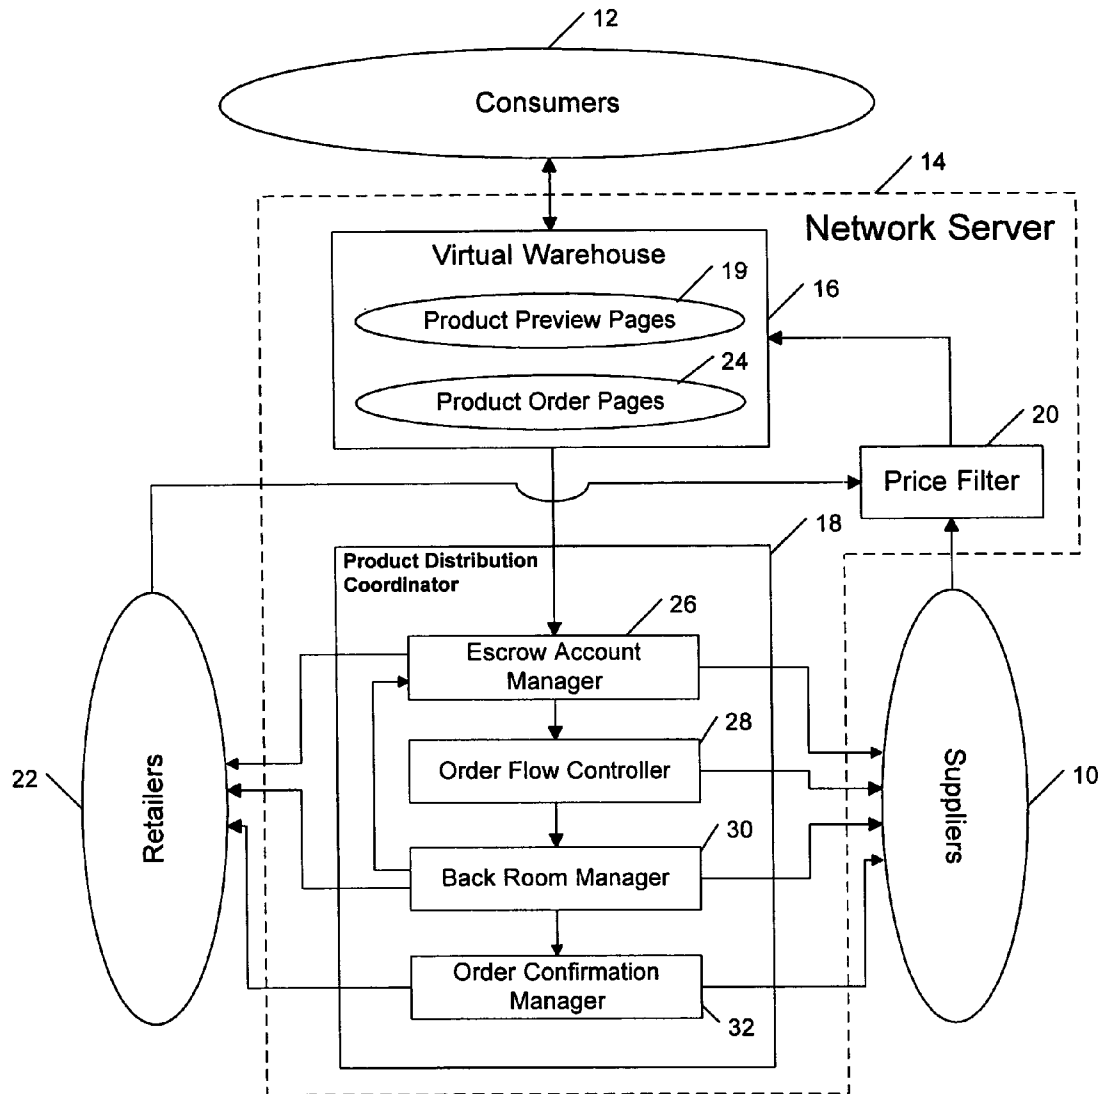 12
Consumers
14
Network Server
Virtual Warehouse
19
16
Product Preview Pages
24
Product Order Pages
20
Price Filter
18
Product Distribution
Coordinator
26
Escrow Account
Manager
28
Order Flow Controller
22
Retailers
Suppliers
10
30
Back Room Manager
Order Confirmation
Manager
32